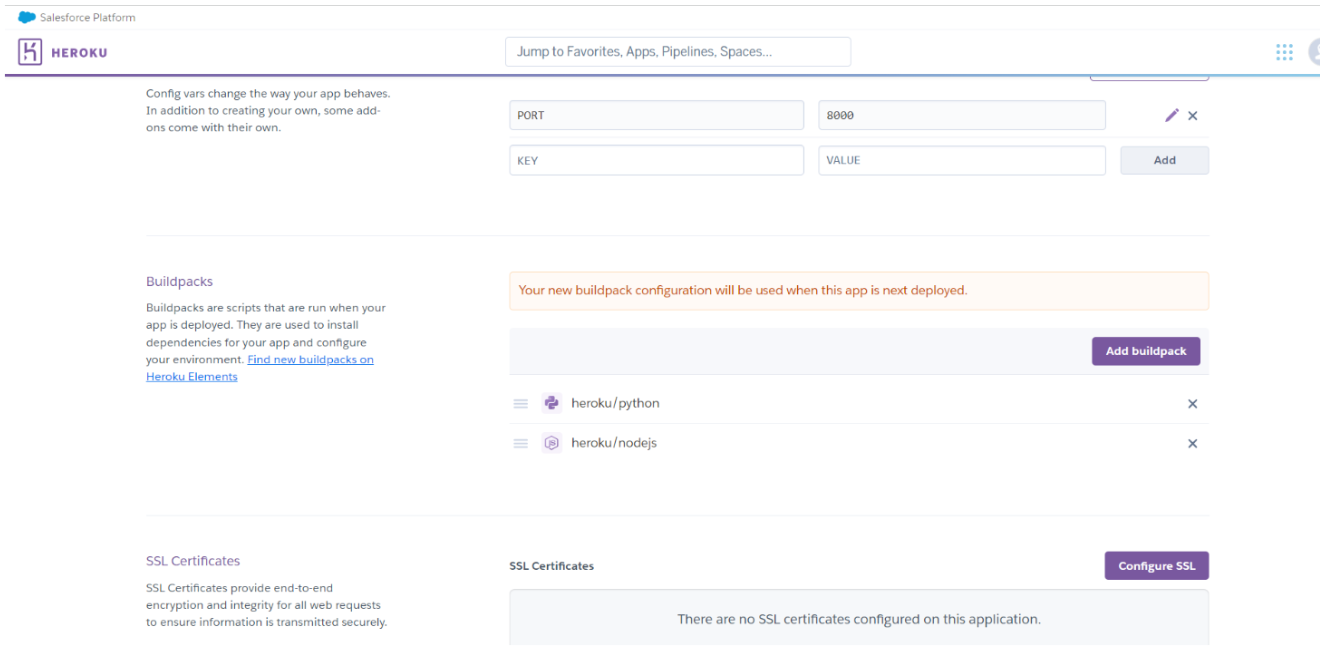 Salesforce Platform
HEROKU
Jump to Favorites, Apps, Pipelines, Spaces...
Config vars change the way your app behaves.
In addition to creating your own, some add-
ons come with their own.
PORT
8000
KEY
VALUE
Add
Buildpacks
Buildpacks are scripts that are run when your
app is deployed. They are used to install
dependencies for your app and configure
your environment. Find new buildpacks on
Heroku Elements
Your new buildpack configuration will be used when this app is next deployed.
Add buildpack
heroku/python
heroku/nodejs
SSL Certificates
SSL Certificates provide end-to-end
encryption and integrity for all web requests
to ensure information is transmitted securely.
SSL Certificates
Configure SSL
There are no SSL certificates configured on this application.